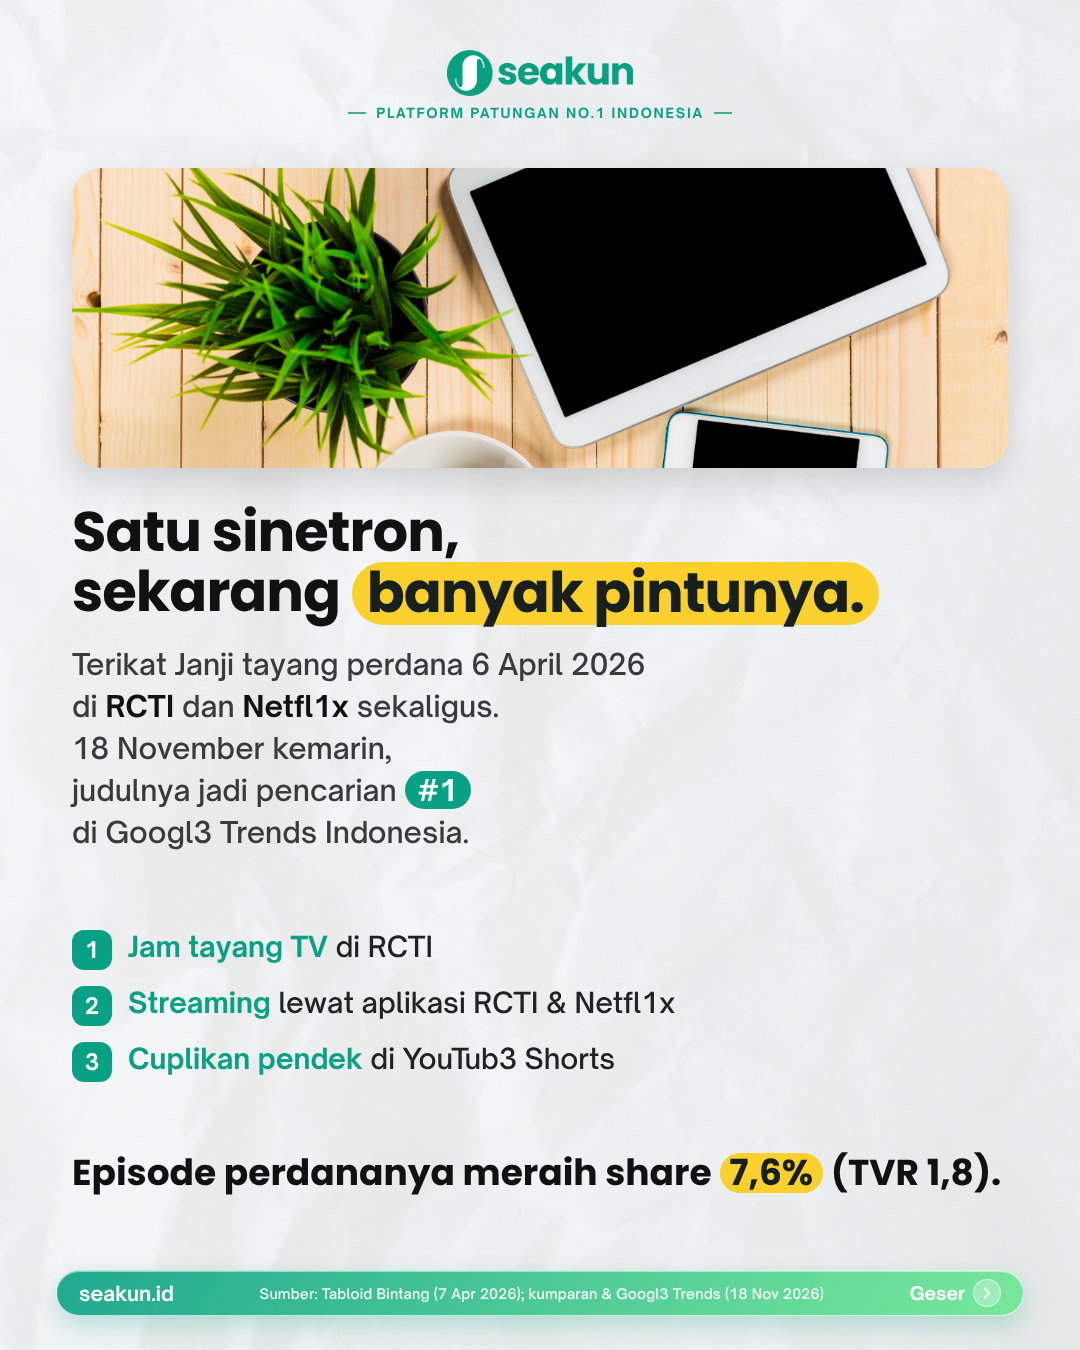 seakun
PLATFORM PATUNGAN NO.1 INDONESIA
Satu sinetron,
sekarang banyak pintunya.
Terikat Janji tayang perdana 6 April 2026
di RCTI dan Netfl1x sekaligus.
18 November kemarin,
judulnya jadi pencarian #1
di Googl3 Trends Indonesia.
1 Jam tayang TV di RCTI
2 Streaming lewat aplikasi RCTI & Netfl1x
3 Cuplikan pendek di YouTub3 Shorts
Episode perdananya meraih share 7,6% (TVR 1,8).
seakun.id Sumber: Tabloid Bintang (7 Apr 2026); kumparan & Googl3 Trends (18 Nov 2026) Geser